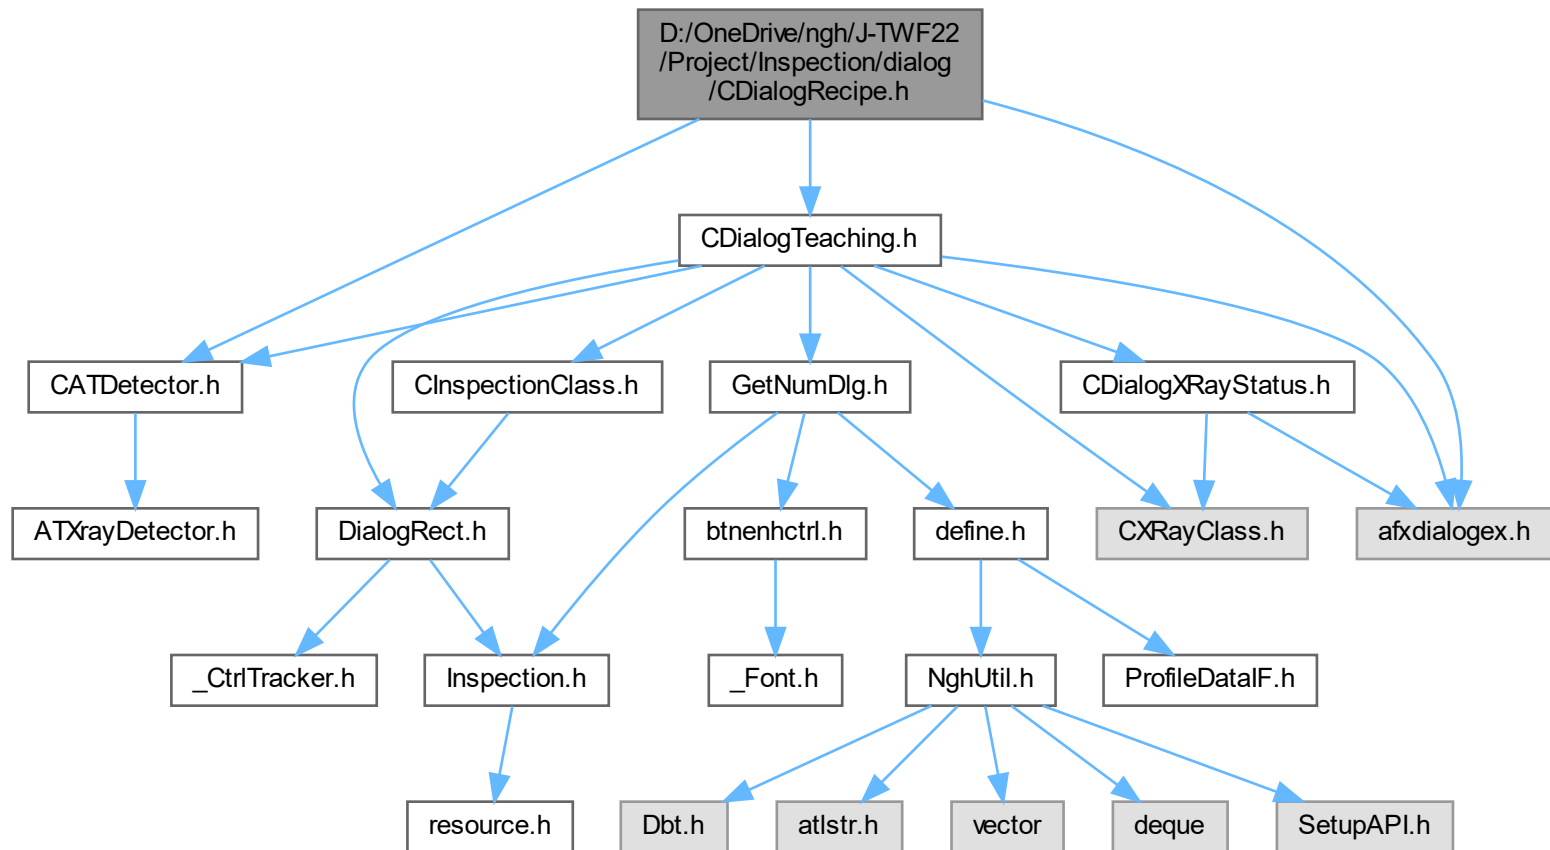 D:/OneDrive/ngh/J-TWF22
/Project/Inspection/dialog
/CDialogRecipe.h
CDialogTeaching.h
CATDetector.h
CInspectionClass.h
GetNumDlg.h
CDialogXRayStatus.h
ATXrayDetector.h
DialogRect.h
btnenhctrl.h
define.h
CXRayClass.h
afxdialogex.h
_CtrlTracker.h
Inspection.h
_Font.h
NghUtil.h
ProfileDataIF.h
resource.h
Dbt.h
atlstr.h
vector
deque
SetupAPI.h